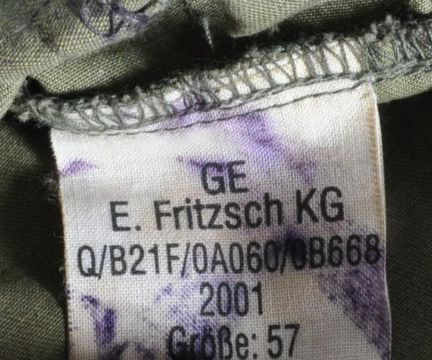 GE
E. Fritzsch KG
Q/B21F/0A060/0B668
2001
Größe: 57